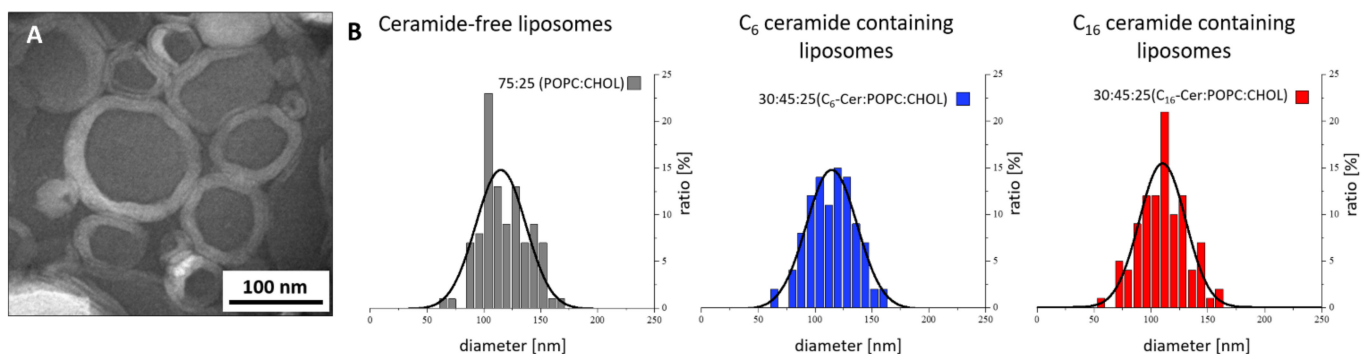 A
100 nm
B
Ceramide-free liposomes
75:25 (POPC:CHOL)
25
20
15
10
5
0
ratio [%]
0
50
100
150
200
250
diameter [nm]
C₆ ceramide containing
liposomes
30:45:25(C₆-Cer:POPC:CHOL)
25
20
15
10
5
0
ratio [%]
0
50
100
150
200
250
diameter [nm]
C₁₆ ceramide containing
liposomes
30:45:25(C₁₆-Cer:POPC:CHOL)
25
20
15
10
5
0
ratio [%]
0
50
100
150
200
250
diameter [nm]